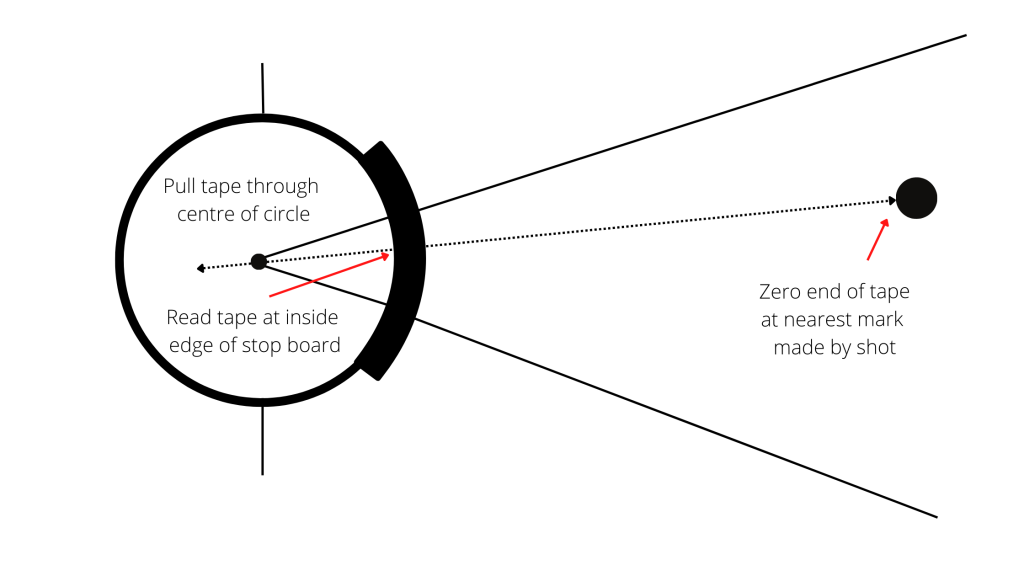 Pull tape through
centre of circle
Read tape at inside
edge of stop board
Zero end of tape
at nearest mark
made by shot